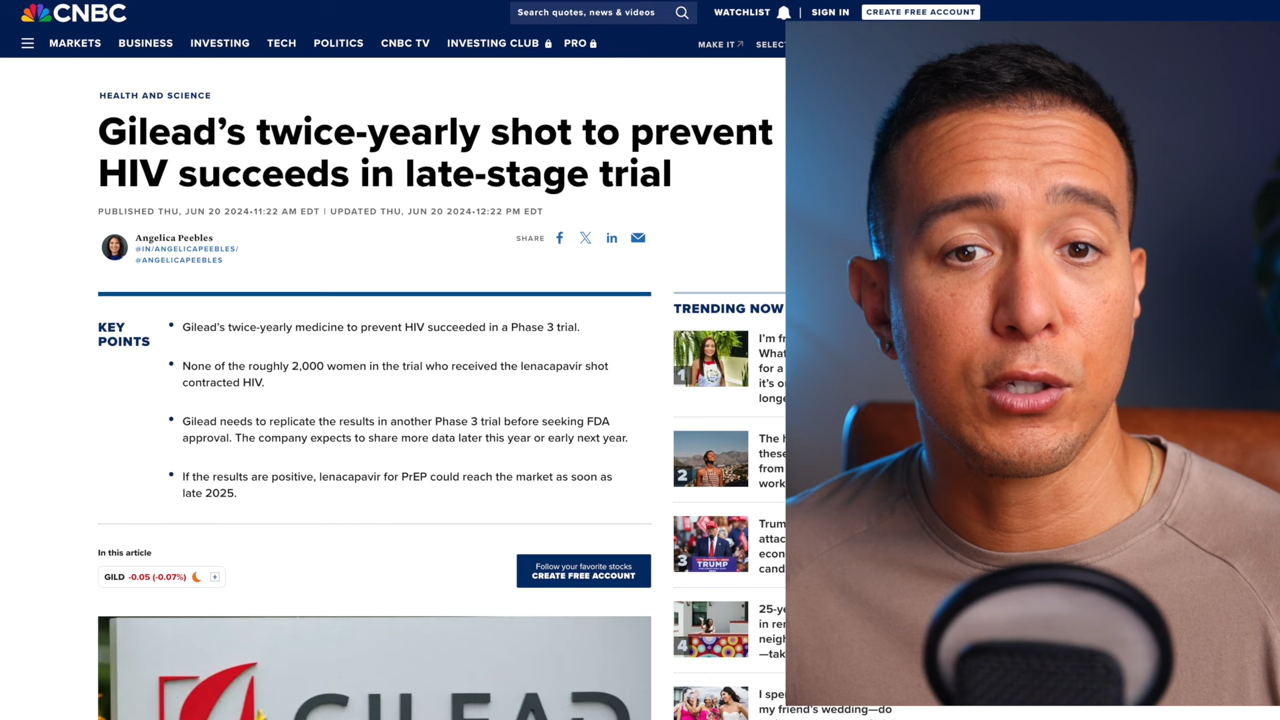 CNBC
Search quotes, news & videos
WATCHLIST
SIGN IN
CREATE FREE ACCOUNT
MARKETS
BUSINESS
INVESTING
TECH
POLITICS
CNBC TV
INVESTING CLUB
PRO
MAKE IT
HEALTH AND SCIENCE
Gilead’s twice-yearly shot to prevent
HIV succeeds in late-stage trial
PUBLISHED THU, JUN 20 2024•11:22 AM EDT | UPDATED THU, JUN 20 2024•12:22 PM EDT
Angelica Peebles
@IN/ANGELICAPEEBLES/
@ANGELICAPEEBLES
SHARE
KEY
POINTS
• Gilead’s twice-yearly medicine to prevent HIV succeeded in a Phase 3 trial.
• None of the roughly 2,000 women in the trial who received the lenacapavir shot
contracted HIV.
• Gilead needs to replicate the results in another Phase 3 trial before seeking FDA
approval. The company expects to share more data later this year or early next year.
• If the results are positive, lenacapavir for PrEP could reach the market as soon as
late 2025.
In this article
GILD -0.05 (-0.07%)
Follow your favorite stocks
CREATE FREE ACCOUNT
GILEAD
TRENDING NOW
1
I’m
for a
2
The
these
from
3
TRUMP
4
in
I
my friend’s wedding—do